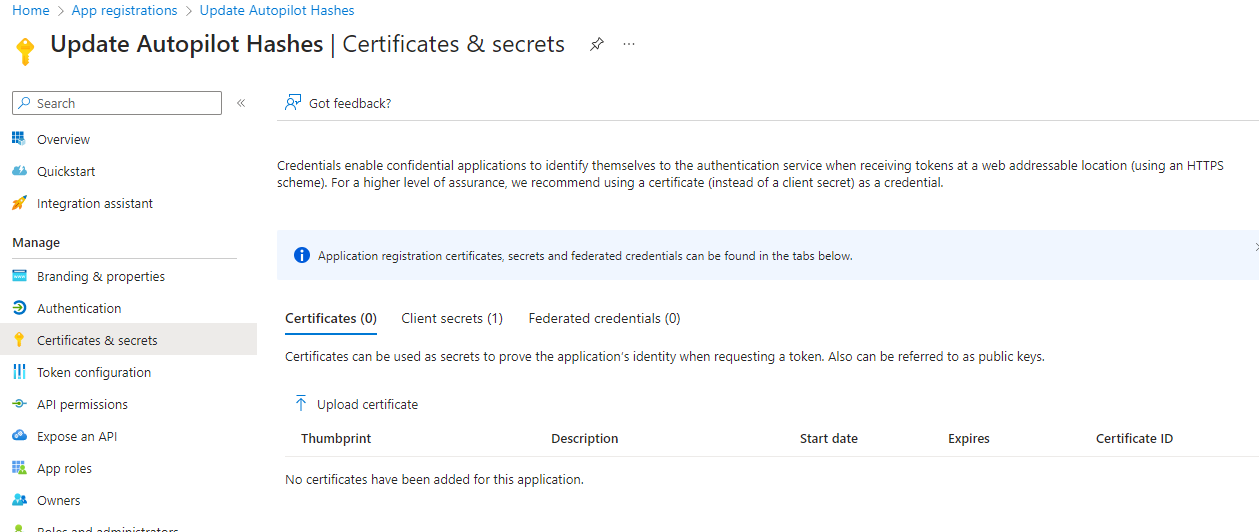 Home > App registrations > Update Autopilot Hashes
Update Autopilot Hashes | Certificates & secrets
Search
Got feedback?
Overview
Quickstart
Integration assistant
Manage
Branding & properties
Authentication
Certificates & secrets
Token configuration
API permissions
Expose an API
App roles
Owners
Roles and administrators
Credentials enable confidential applications to identify themselves to the authentication service when receiving tokens at a web addressable location (using an HTTPS
scheme). For a higher level of assurance, we recommend using a certificate (instead of a client secret) as a credential.
Application registration certificates, secrets and federated credentials can be found in the tabs below.
Certificates (0) Client secrets (1) Federated credentials (0)
Certificates can be used as secrets to prove the application's identity when requesting a token. Also can be referred to as public keys.
Upload certificate
Thumbprint Description Start date Expires Certificate ID
No certificates have been added for this application.